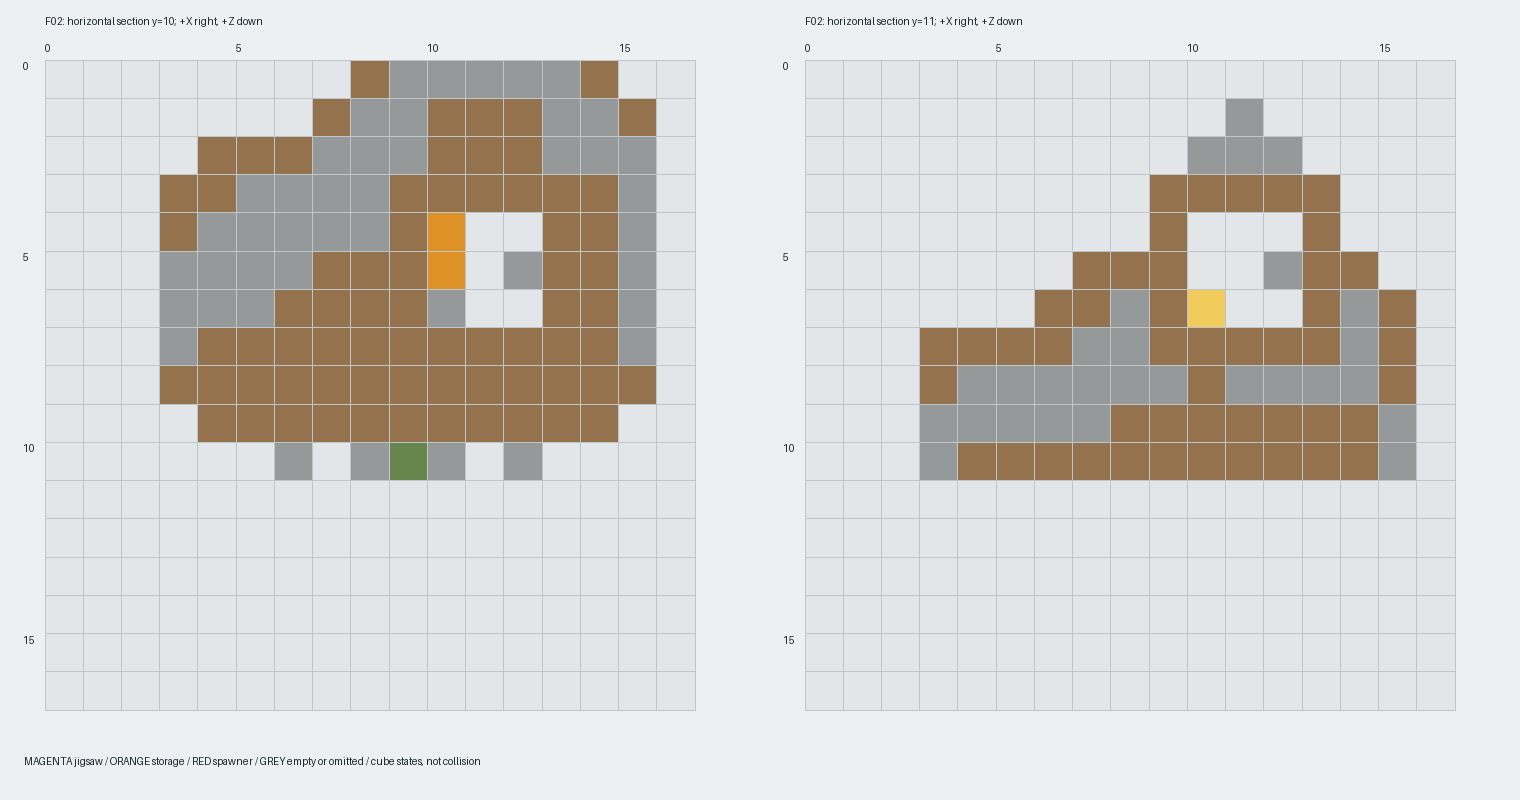 F02: horizontal section y=10; +X right, +Z down
F02: horizontal section y=11; +X right, +Z down
0 5 10 15
0 5 10 15
0 0
5 5
10 10
15 15
MAGENTA jigsaw / ORANGE storage / RED spawner / GREY empty or omitted / cube states, not collision